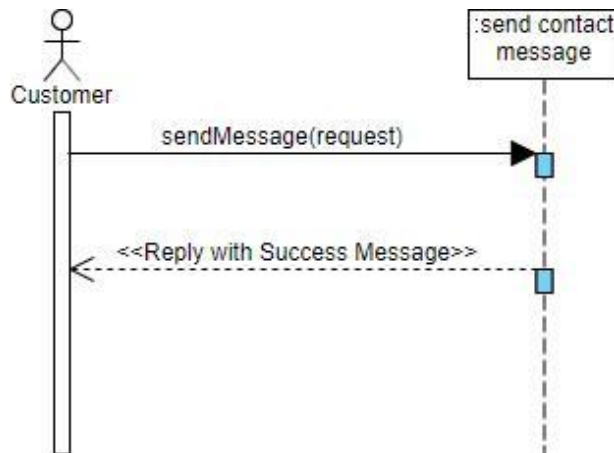 :send contact
message
Customer
sendMessage(request)
<<Reply with Success Message>>